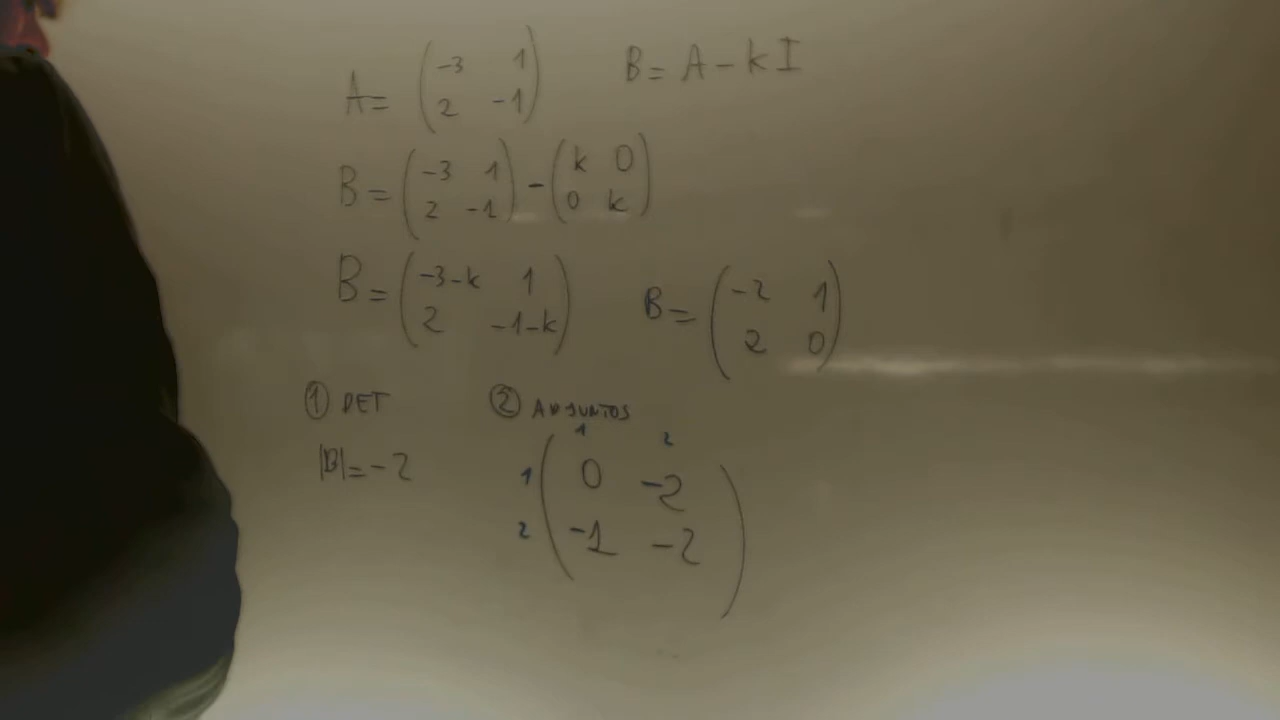 A = (-3 1 B = A - kI
2 -1)
B = (-3 1 - (k 0
2 -1) 0 k)
B = (-3-k 1 B = (-2 1
2 -1-k) 2 0)
① DET ② ADJUNTOS
1 2
|B| = -2 1 (0 -2
2 -1 -2)